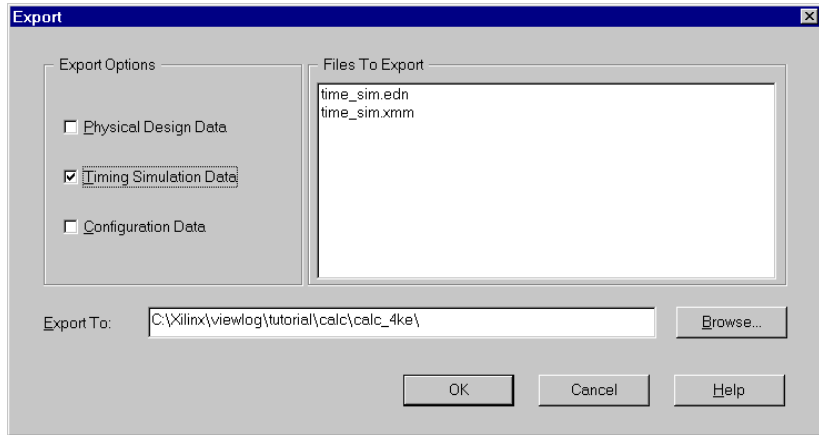 Export
Export Options
Physical Design Data
Timing Simulation Data
Configuration Data
Files To Export
time_sim.edn
time_sim.xmm
Export To:
C:\Xilinx\viewlog\tutorial\calc\calc_4ke\
Browse...
OK
Cancel
Help